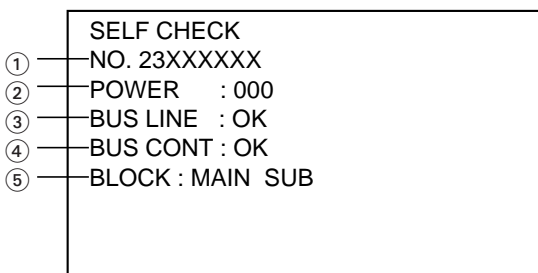 SELF CHECK
① NO. 23XXXXXX
② POWER : 000
③ BUS LINE : OK
④ BUS CONT : OK
⑤ BLOCK : MAIN SUB